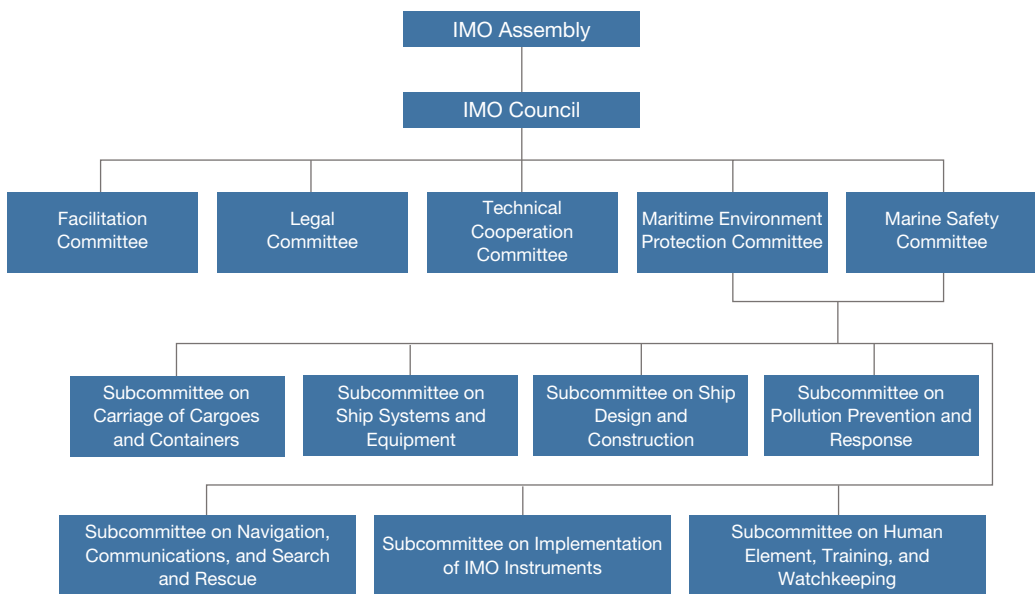 IMO Assembly
IMO Council
Facilitation
Committee
Legal
Committee
Technical
Cooperation
Committee
Maritime Environment
Protection Committee
Marine Safety
Committee
Subcommittee on
Carriage of Cargoes
and Containers
Subcommittee on
Ship Systems and
Equipment
Subcommittee on Ship
Design and
Construction
Subcommittee on
Pollution Prevention and
Response
Subcommittee on Navigation,
Communications, and Search
and Rescue
Subcommittee on Implementation
of IMO Instruments
Subcommittee on Human
Element, Training, and
Watchkeeping